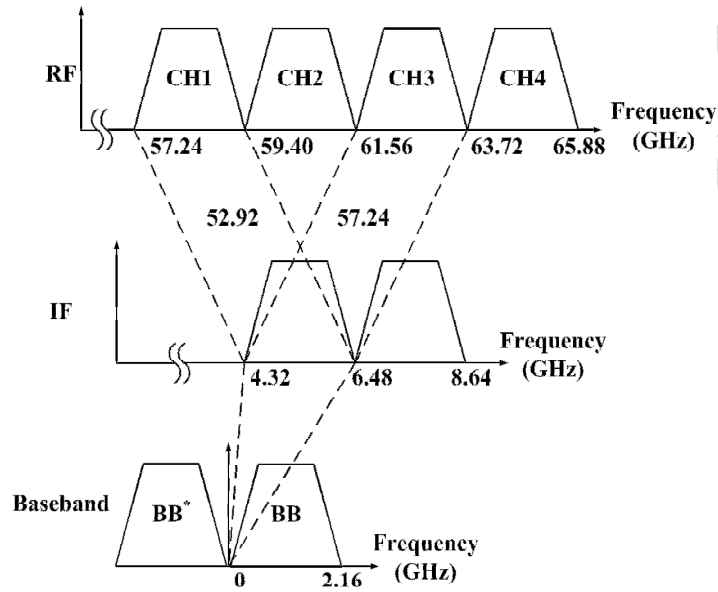 RF
CH1 CH2 CH3 CH4
Frequency
(GHz)
57.24 59.40 61.56 63.72 65.88
52.92 57.24
IF
Frequency
(GHz)
4.32 6.48 8.64
Baseband
BB* BB
Frequency
(GHz)
0 2.16